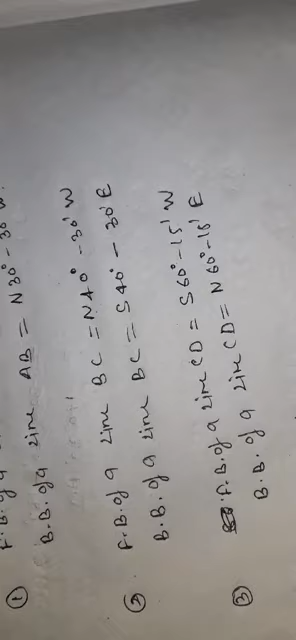 ① F.B. of a
B.B. of a Line AB = N 30° - 30' W.
② F.B. of a Line BC = N 40° - 30' W
B.B. of a Line BC = S 40° - 30' E
③ F.B. of a Line CD = S 60° - 15' W
B.B. of a Line CD = N 60° - 15' E